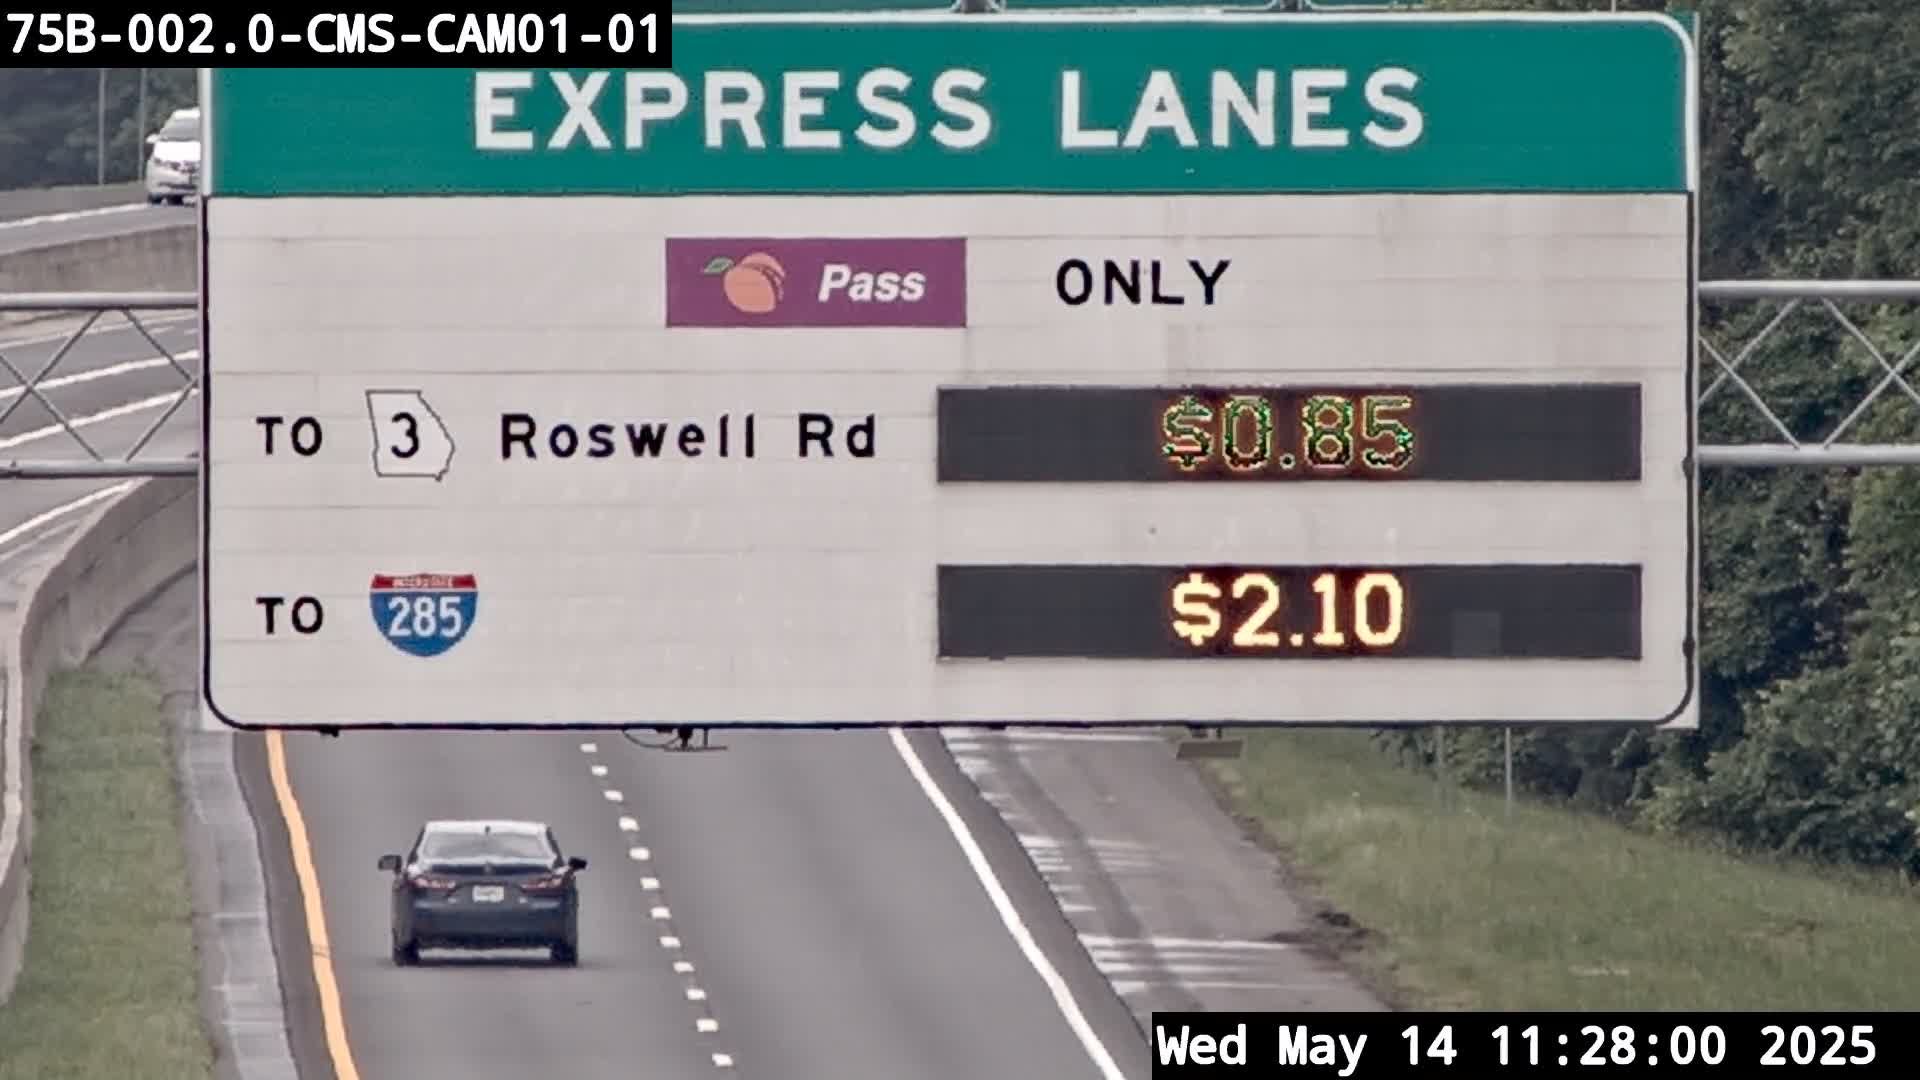 75B-002.0-CMS-CAM01-01
EXPRESS LANES
Pass ONLY
TO 3 Roswell Rd $0.85
INTERSTATE
TO 285 $2.10
Wed May 14 11:28:00 2025